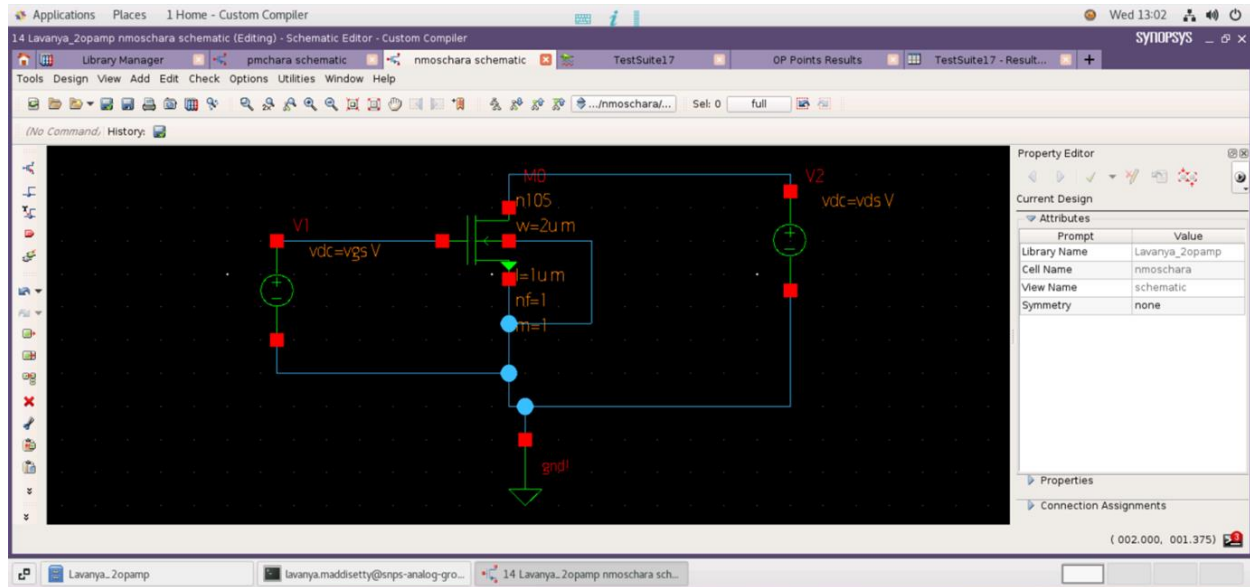 Applications Places 1 Home - Custom Compiler Wed 13:02
14 Lavanya_2opamp nmoschara schematic (Editing) - Schematic Editor - Custom Compiler SYNOPSYS
Library Manager pmchara schematic nmoschara schematic TestSuite17 OP Points Results TestSuite17 - Result...
Tools Design View Add Edit Check Options Utilities Window Help
.../nmoschara/... Sel: 0 full
(No Command) History:
Property Editor
Current Design
Attributes
Prompt Value
Library Name Lavanya_2opamp
Cell Name nmoschara
View Name schematic
Symmetry none
M0
n105
w=2u m
l=1u m
nf=1
m=1
V1
vdc=vgs V
V2
vdc=vds V
gnd!
Properties
Connection Assignments
( 002.000, 001.375)
Lavanya_2opamp lavanya.maddisetty@snps-analog-gro... 14 Lavanya_2opamp nmoschara sch...